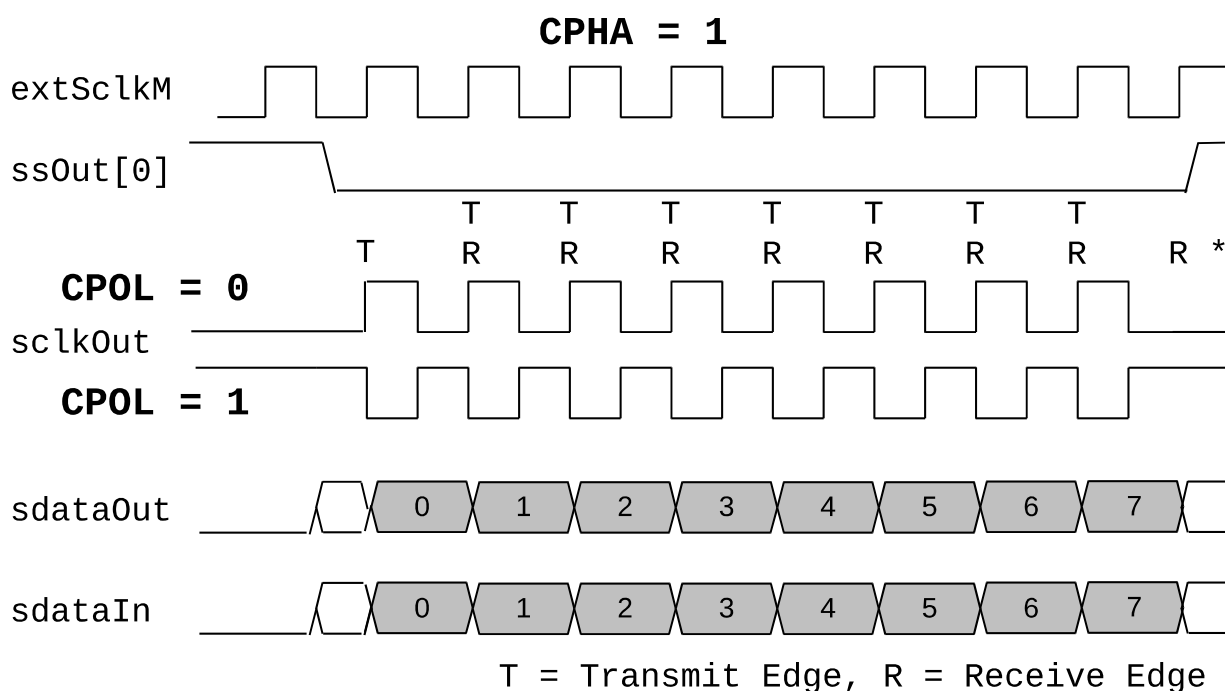 CPHA = 1
extSclkM
ssOut[0]
T T T T T T T
T R R R R R R R R *
CPOL = 0
sclkOut
CPOL = 1
sdataOut 0 1 2 3 4 5 6 7
sdataIn 0 1 2 3 4 5 6 7
T = Transmit Edge, R = Receive Edge